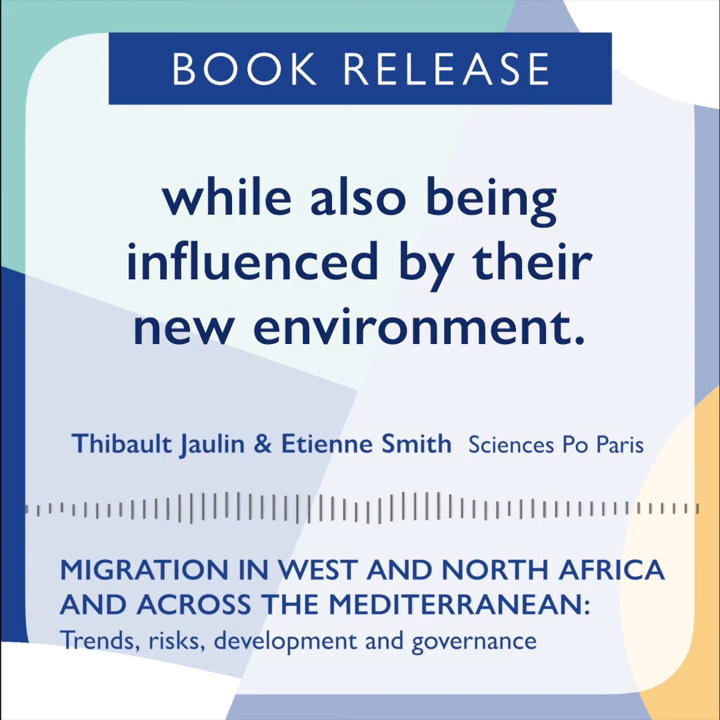 BOOK RELEASE
while also being
influenced by their
new environment.
Thibault Jaulin & Etienne Smith Sciences Po Paris
MIGRATION IN WEST AND NORTH AFRICA
AND ACROSS THE MEDITERRANEAN:
Trends, risks, development and governance